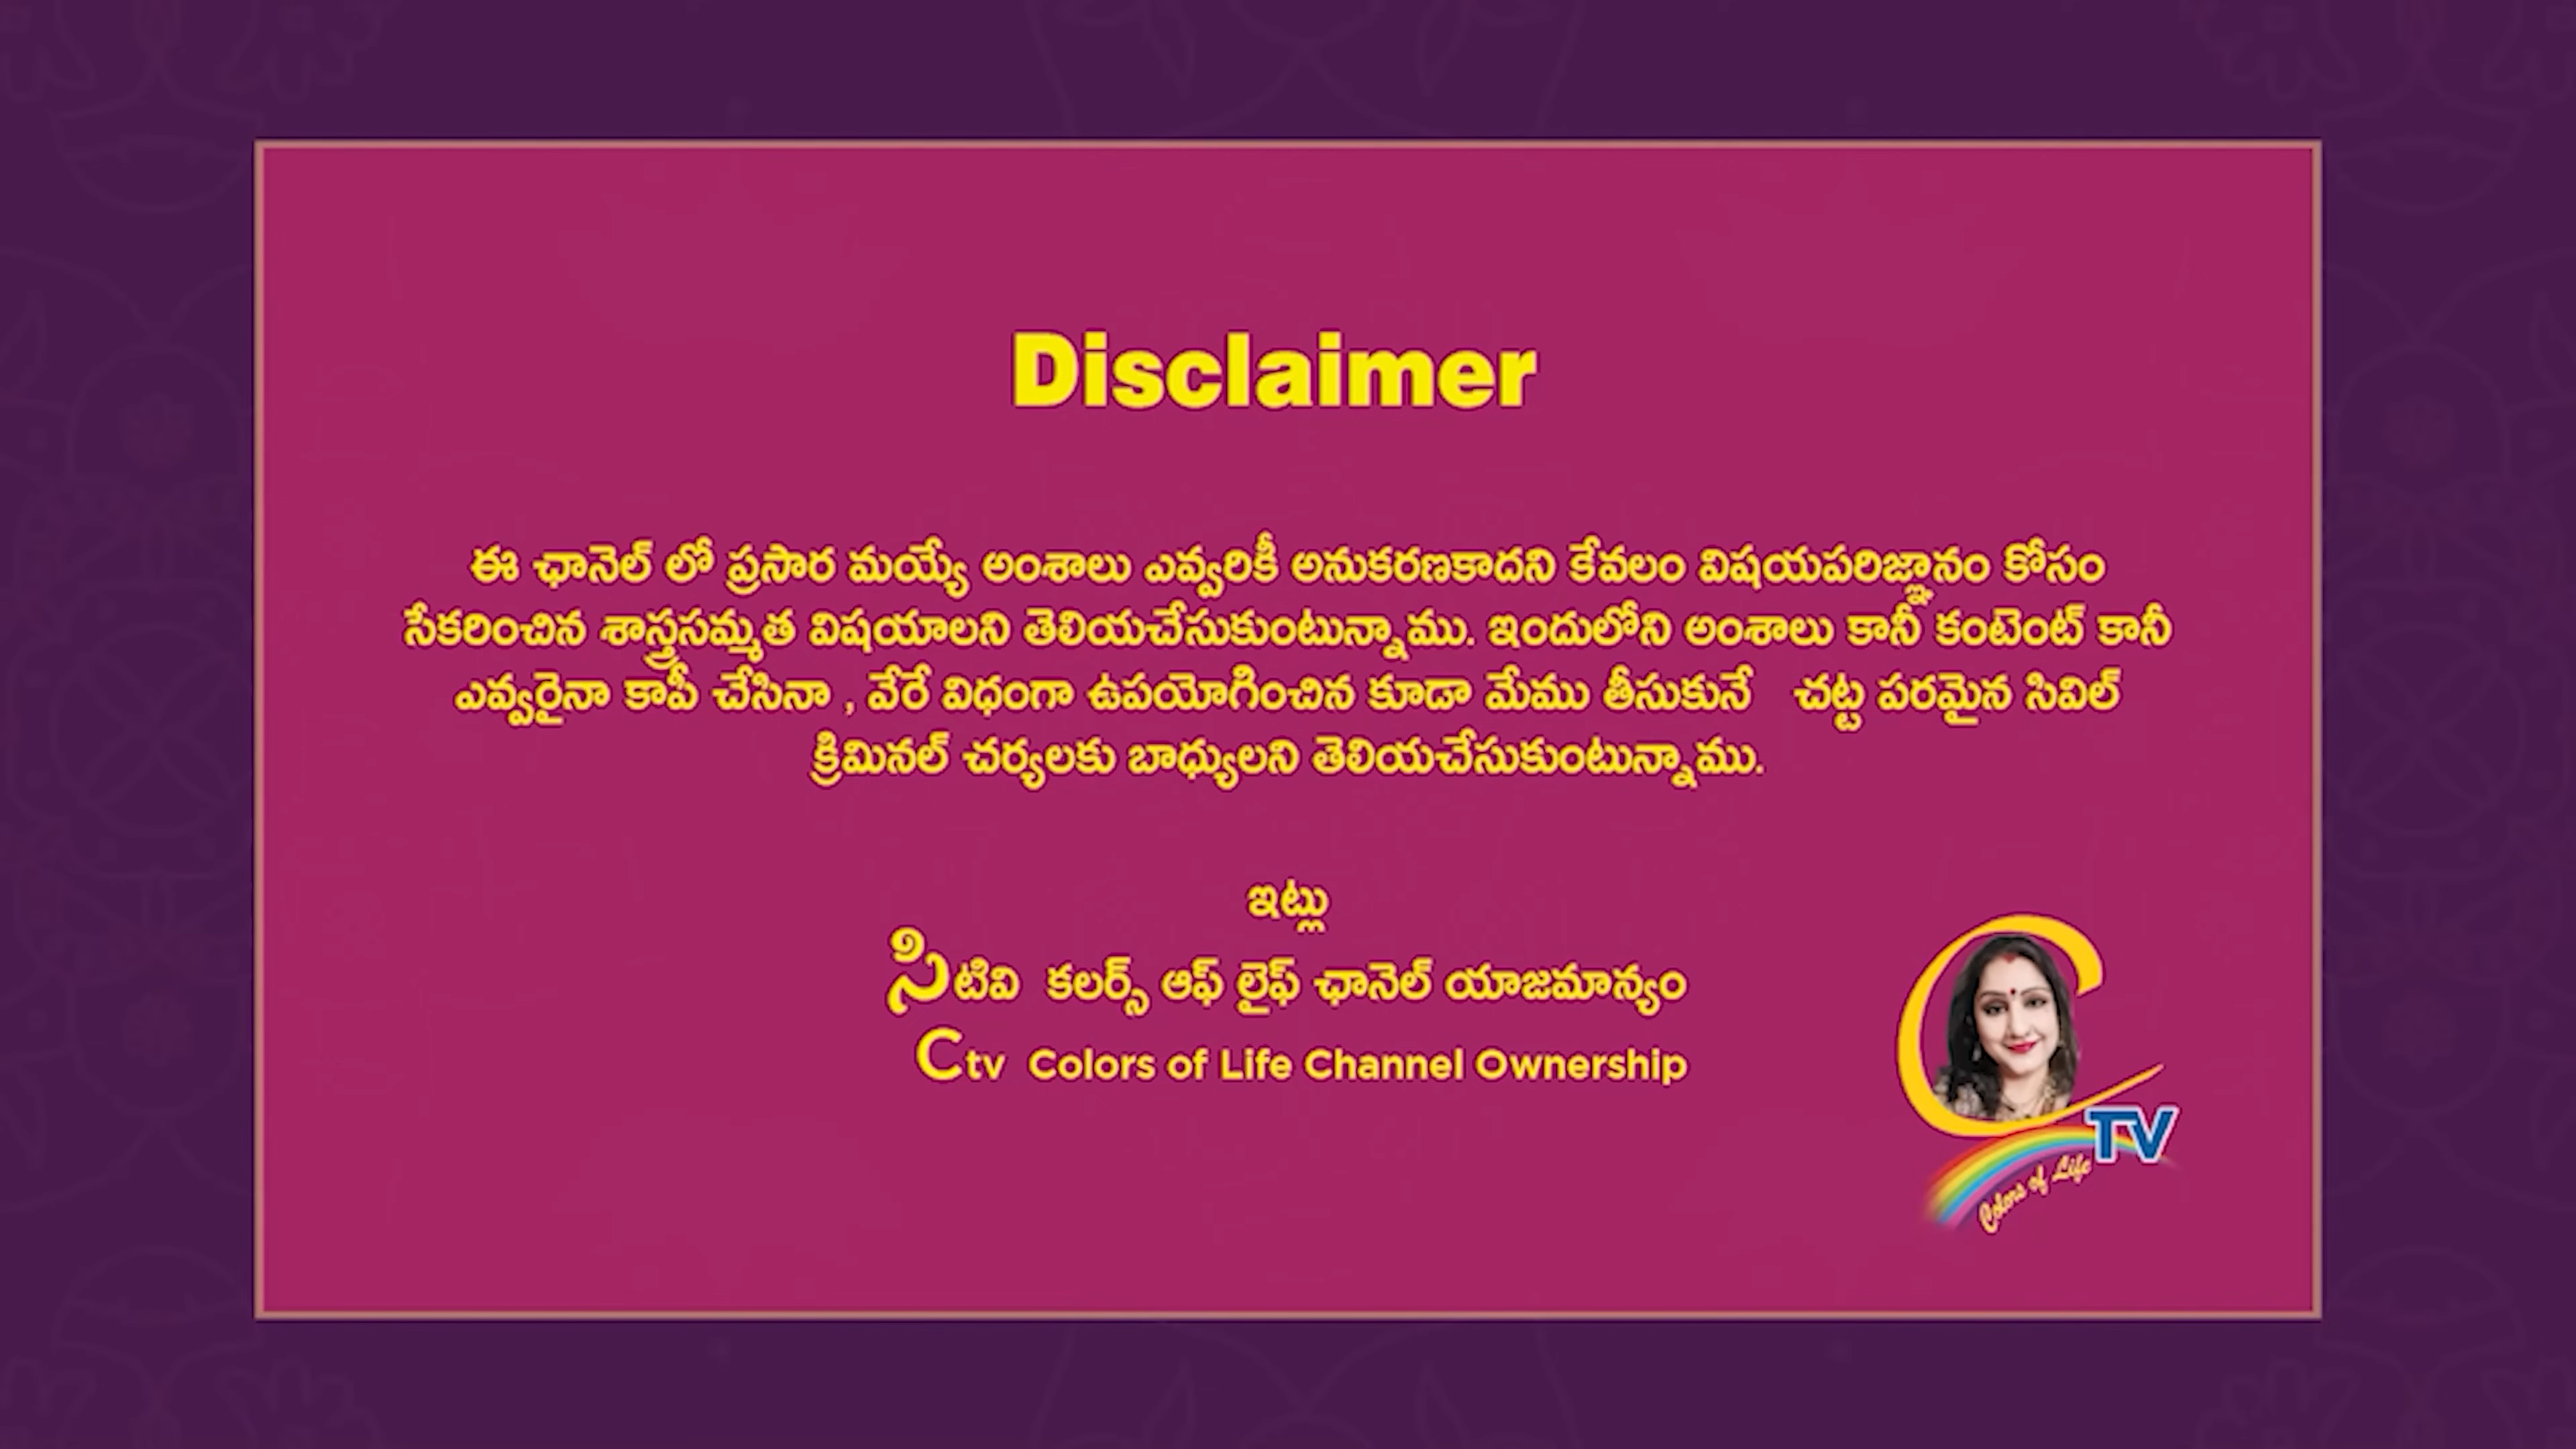 Disclaimer
ఈ ఛానెల్ లో ప్రసార మయ్యే అంశాలు ఎవ్వరికీ అనుకరణకాదని కేవలం విషయపరిజ్ఞానం కోసం
సేకరించిన శాస్త్రసమ్మత విషయాలని తెలియచేసుకుంటున్నాము. ఇందులోని అంశాలు కానీ కంటెంట్ కానీ
ఎవ్వరైనా కాపీ చేసినా , వేరే విధంగా ఉపయోగించిన కూడా మేము తీసుకునే చట్ట పరమైన సివిల్
క్రిమినల్ చర్యలకు బాధ్యులని తెలియచేసుకుంటున్నాము.
ఇట్లు
సిటివి కలర్స్ ఆఫ్ లైఫ్ ఛానెల్ యాజమాన్యం
Ctv Colors of Life Channel Ownership
C TV
Colors of Life